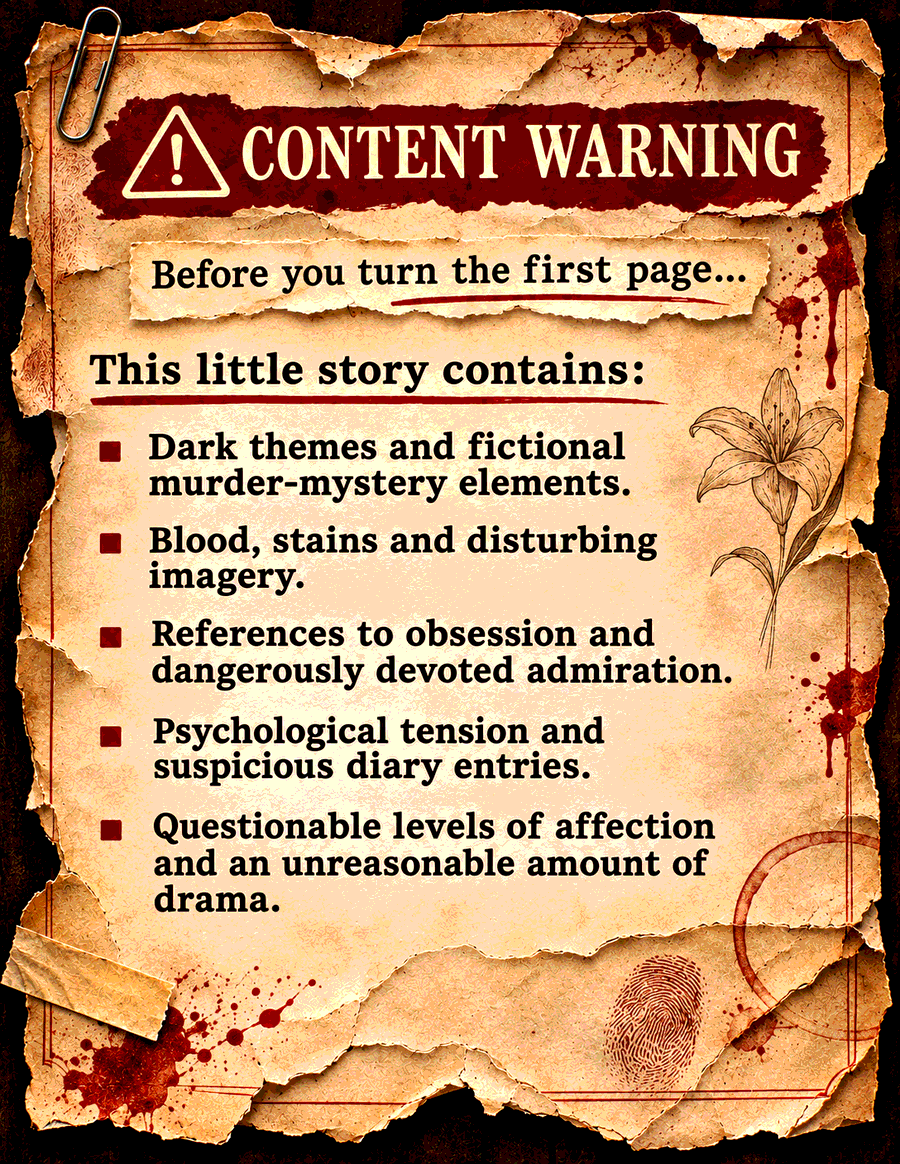 CONTENT WARNING
Before you turn the first page...
This little story contains:
Dark themes and fictional
murder-mystery elements.
Blood, stains and disturbing
imagery.
References to obsession and
dangerously devoted admiration.
Psychological tension and
suspicious diary entries.
Questionable levels of affection
and an unreasonable amount of
drama.